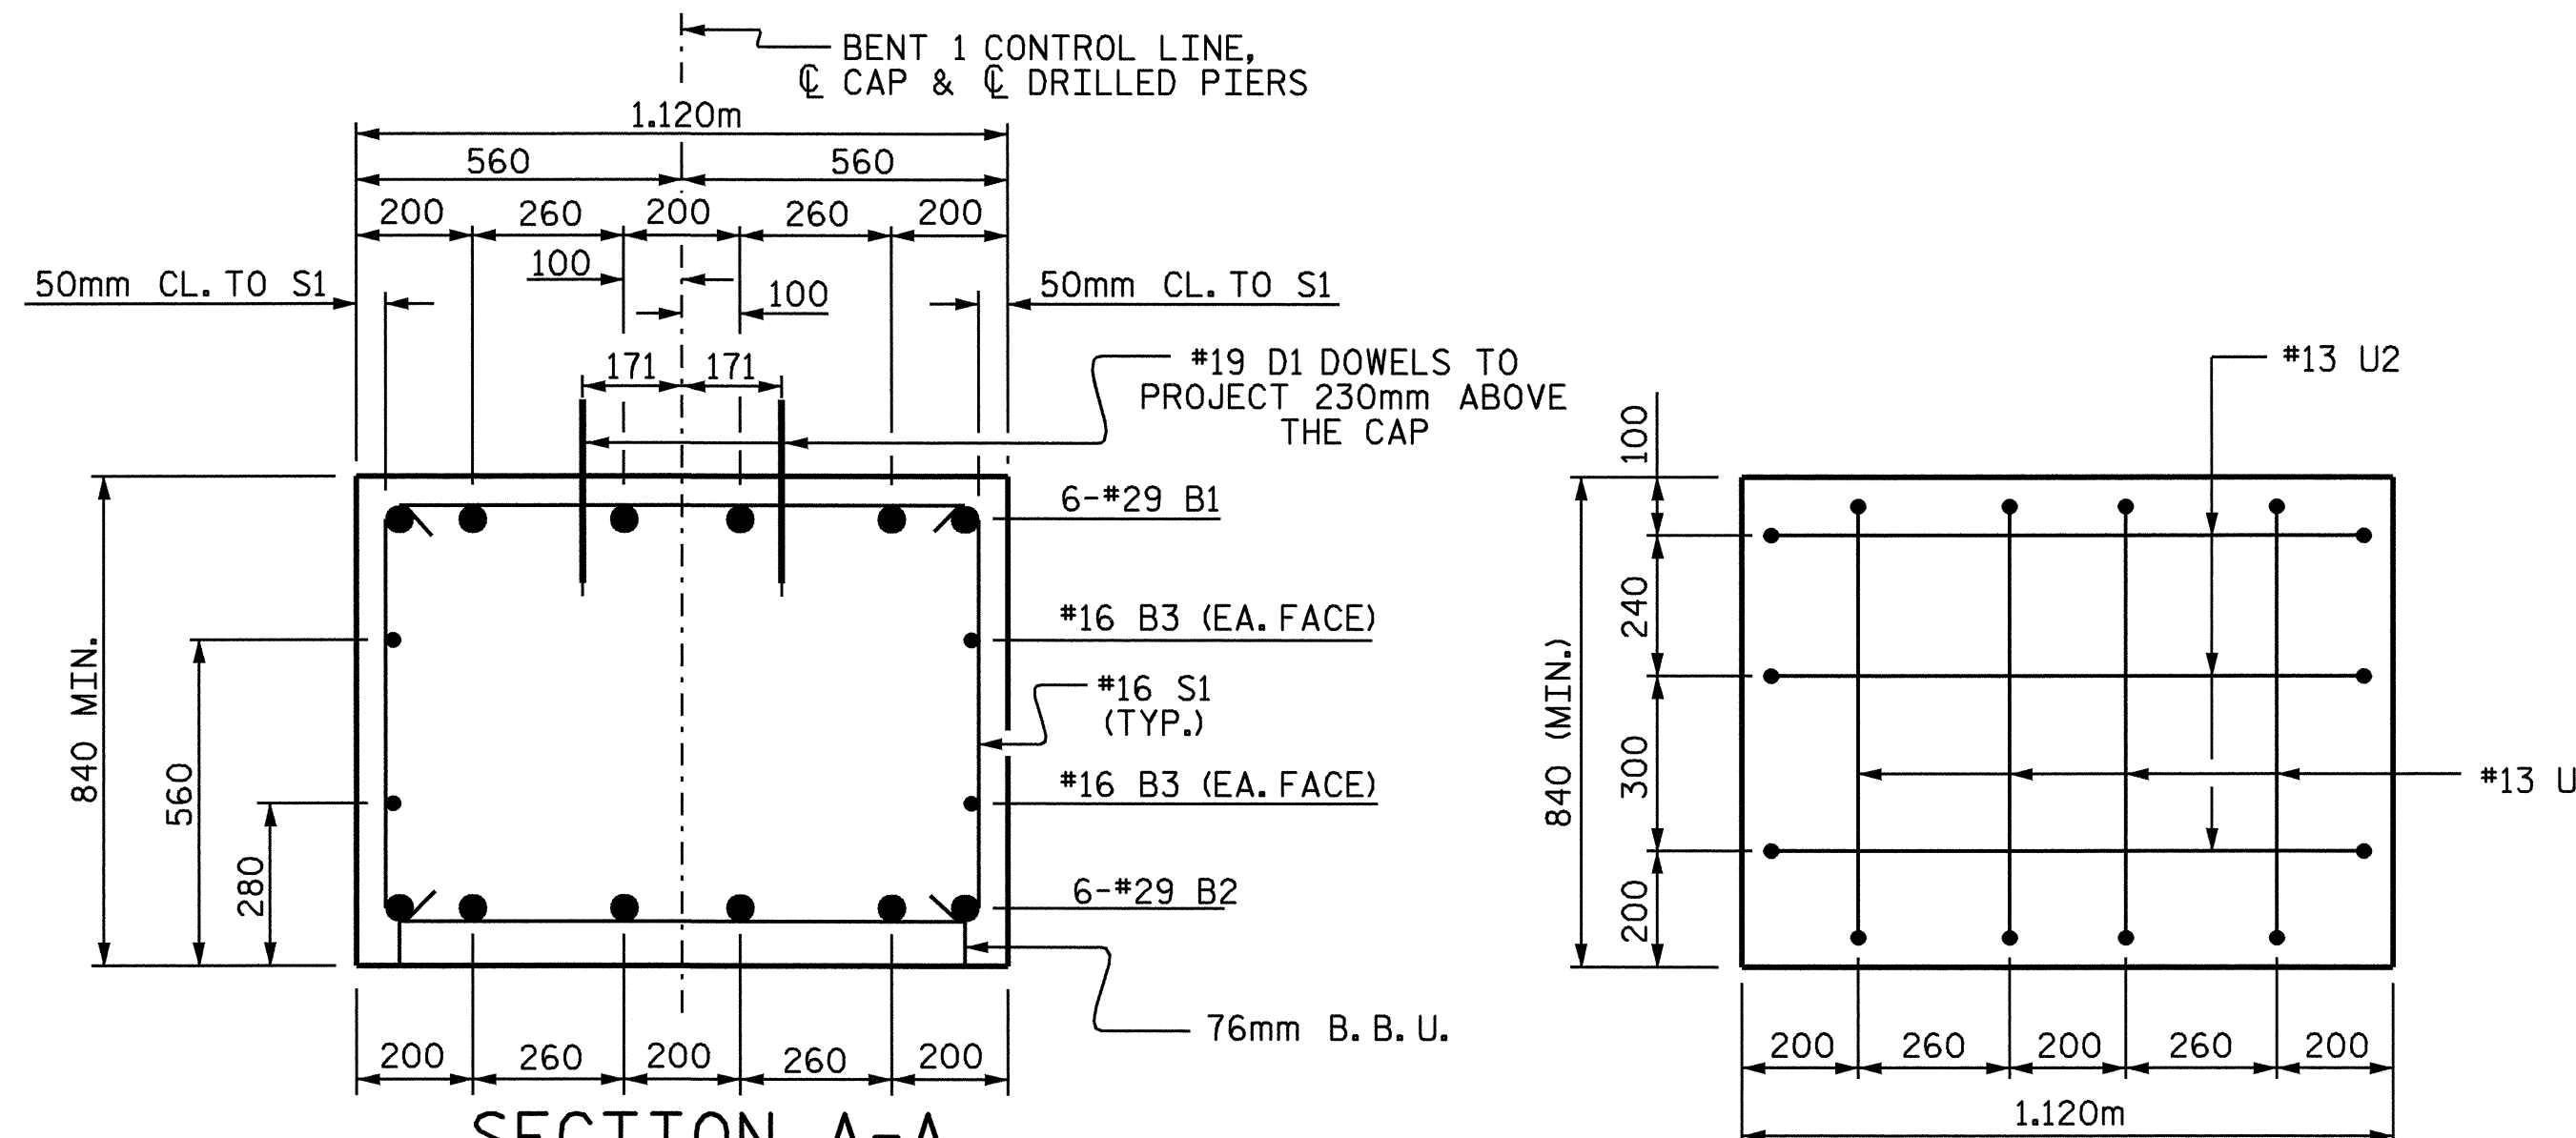 BENT 1 CONTROL LINE,
℄ CAP & ℄ DRILLED PIERS
1.120m
560 560
200 260 200 260 200
100
100
50mm CL. TO S1
50mm CL. TO S1
171 171
#19 D1 DOWELS TO
PROJECT 230mm ABOVE
THE CAP
6-#29 B1
#16 B3 (EA. FACE)
#16 S1
(TYP.)
#16 B3 (EA. FACE)
6-#29 B2
76mm B.B.U.
840 MIN.
560
280
200 260 200 260 200
SECTION A-A
#13 U2
100
240
300
200
840 (MIN.)
#13 U
200 260 200 260 200
1.120m